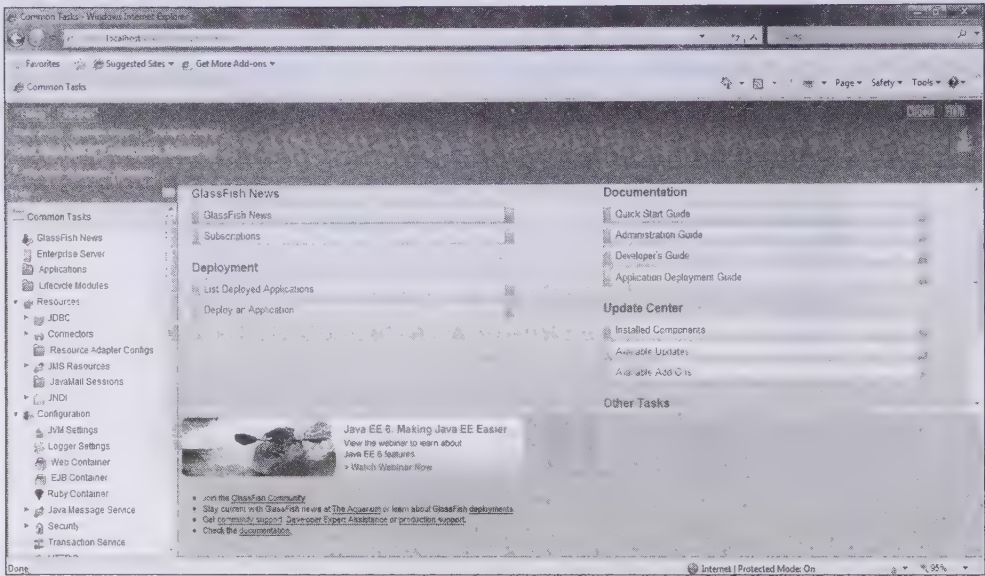 Common Tasks - Windows Internet Explorer
localhost
Favorites Suggested Sites Get More Add-ons
Common Tasks
Page Safety Tools
Common Tasks
GlassFish News
Enterprise Server
Applications
Lifecycle Modules
Resources
JDBC
Connectors
Resource Adapter Configs
JMS Resources
JavaMail Sessions
JNDI
Configuration
JVM Settings
Logger Settings
Web Container
EJB Container
Ruby Container
Java Message Service
Security
Transaction Service
GlassFish News
GlassFish News
Subscriptions
Deployment
List Deployed Applications
Deploy an Application
Documentation
Quick Start Guide
Administration Guide
Developer's Guide
Application Deployment Guide
Update Center
Installed Components
Available Updates
Available Add-Ons
Other Tasks
Java EE 6. Making Java EE Easier
View the webinar to learn about
Java EE 6 features.
» Watch Webinar Now
Join the GlassFish Community
Stay current with GlassFish news at The Aquarium or learn about GlassFish deployments
Get community support, Developer Expert Assistance or production support.
Check the documentation.
Done
Internet | Protected Mode: On
95%